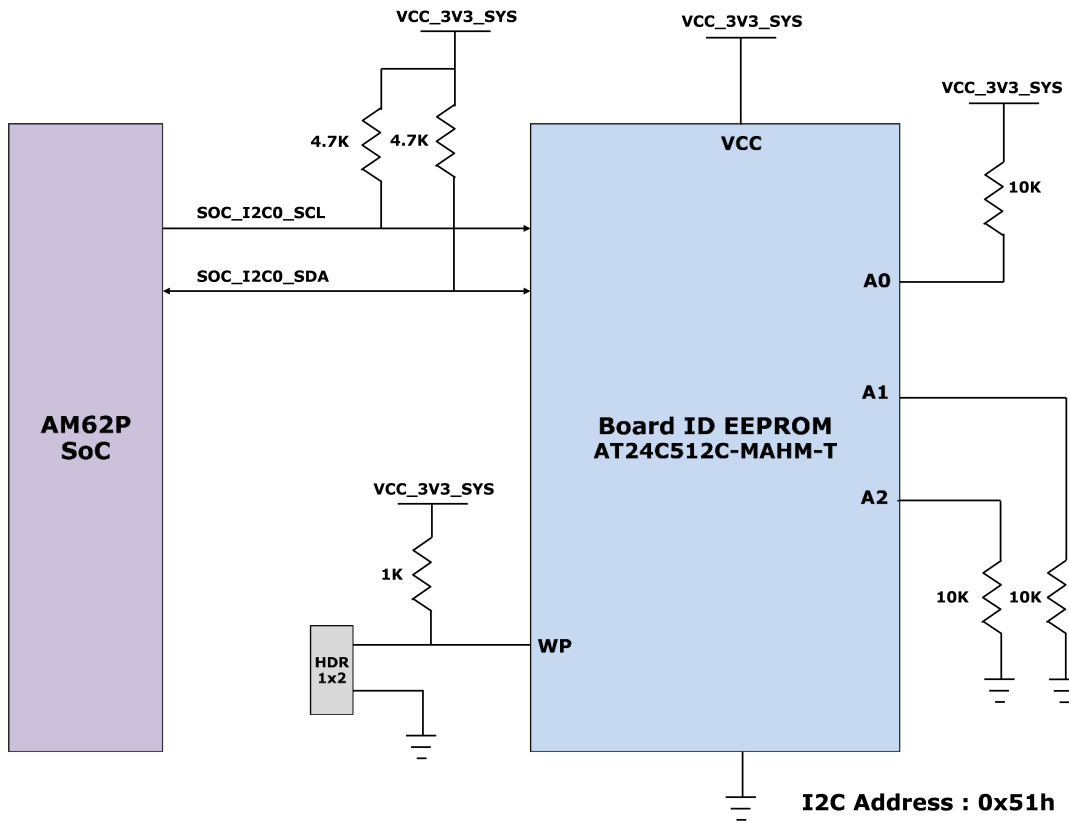 VCC_3V3_SYS
VCC_3V3_SYS
VCC_3V3_SYS
4.7K
4.7K
VCC
10K
SOC_I2C0_SCL
SOC_I2C0_SDA
A0
A1
AM62P
SoC
Board ID EEPROM
AT24C512C-MAHM-T
VCC_3V3_SYS
A2
1K
10K
10K
WP
HDR
1x2
I2C Address : 0x51h